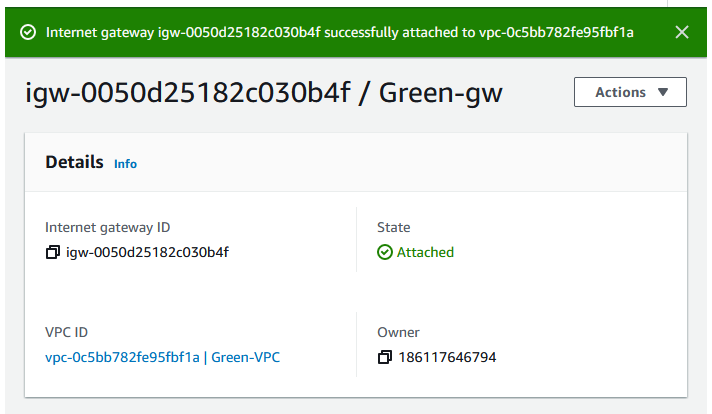 Internet gateway igw-0050d25182c030b4f successfully attached to vpc-0c5bb782fe95fbf1a
igw-0050d25182c030b4f / Green-gw
Actions
Details Info
Internet gateway ID
igw-0050d25182c030b4f
State
Attached
VPC ID
vpc-0c5bb782fe95fbf1a | Green-VPC
Owner
186117646794